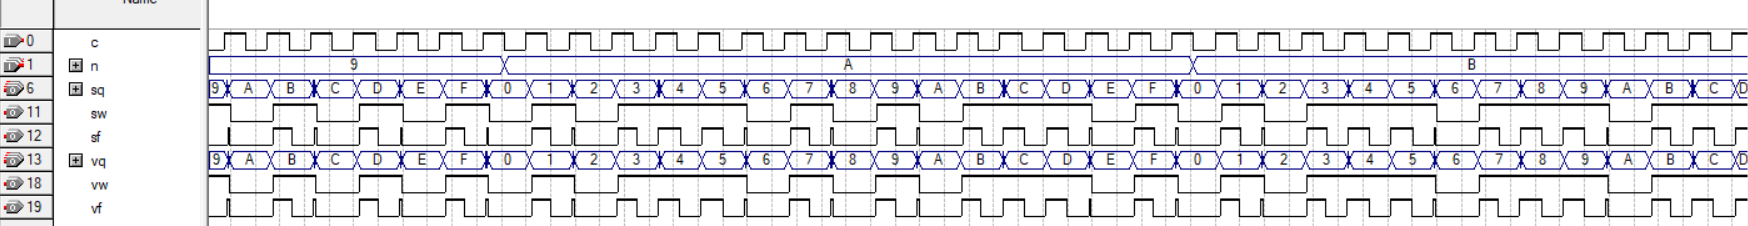 Name
0 c
1 n 9 A B
6 sq 9 A B C D E F 0 1 2 3 4 5 6 7 8 9 A B C D E F 0 1 2 3 4 5 6 7 8 9 A B C D
11 sw
12 sf
13 vq 9 A B C D E F 0 1 2 3 4 5 6 7 8 9 A B C D E F 0 1 2 3 4 5 6 7 8 9 A B C D
18 vw
19 vf